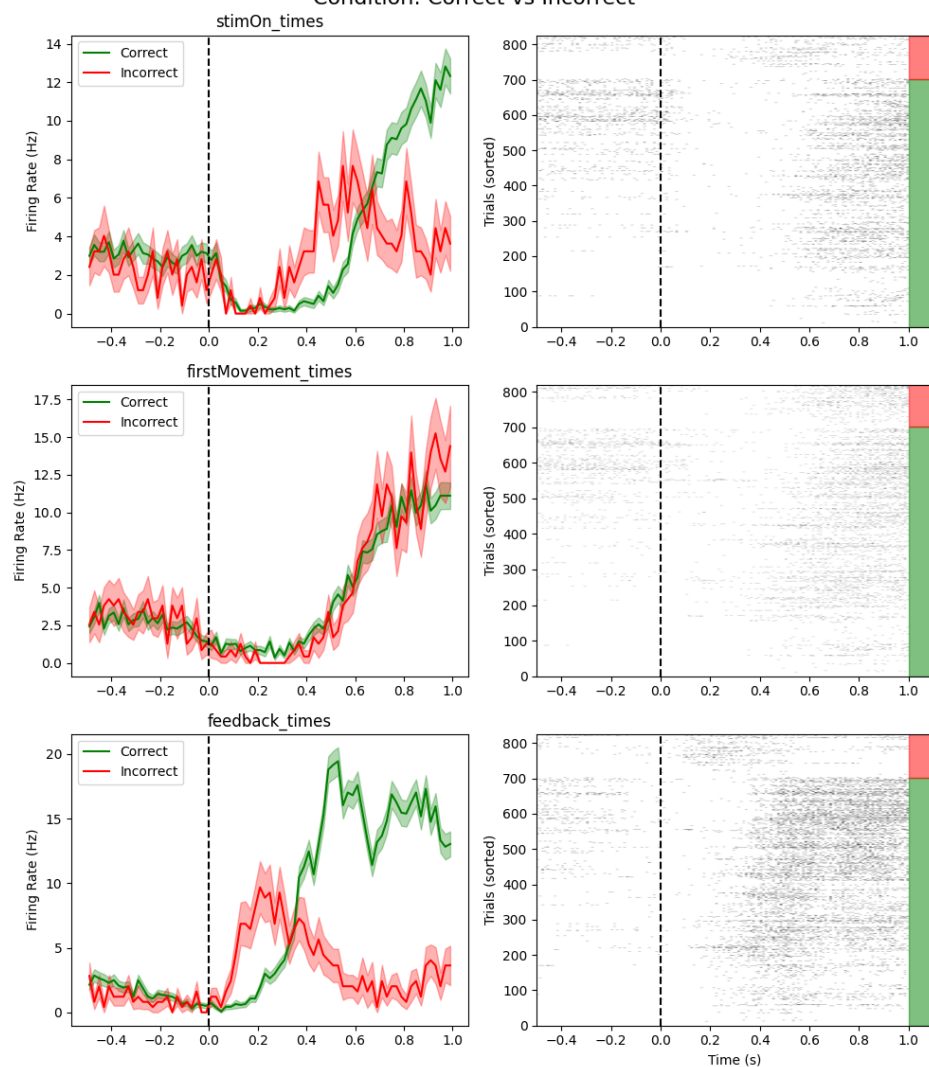 Condition: Correct vs Incorrect
stimOn_times
Firing Rate (Hz)
14
12
10
8
6
4
2
0
Correct
Incorrect
−0.4 −0.2 0.0 0.2 0.4 0.6 0.8 1.0
Trials (sorted)
800
700
600
500
400
300
200
100
0
−0.4 −0.2 0.0 0.2 0.4 0.6 0.8 1.0
firstMovement_times
Firing Rate (Hz)
17.5
15.0
12.5
10.0
7.5
5.0
2.5
0.0
Correct
Incorrect
−0.4 −0.2 0.0 0.2 0.4 0.6 0.8 1.0
Trials (sorted)
800
700
600
500
400
300
200
100
0
−0.4 −0.2 0.0 0.2 0.4 0.6 0.8 1.0
feedback_times
Firing Rate (Hz)
20
15
10
5
0
Correct
Incorrect
−0.4 −0.2 0.0 0.2 0.4 0.6 0.8 1.0
Trials (sorted)
800
700
600
500
400
300
200
100
0
−0.4 −0.2 0.0 0.2 0.4 0.6 0.8 1.0
Time (s)